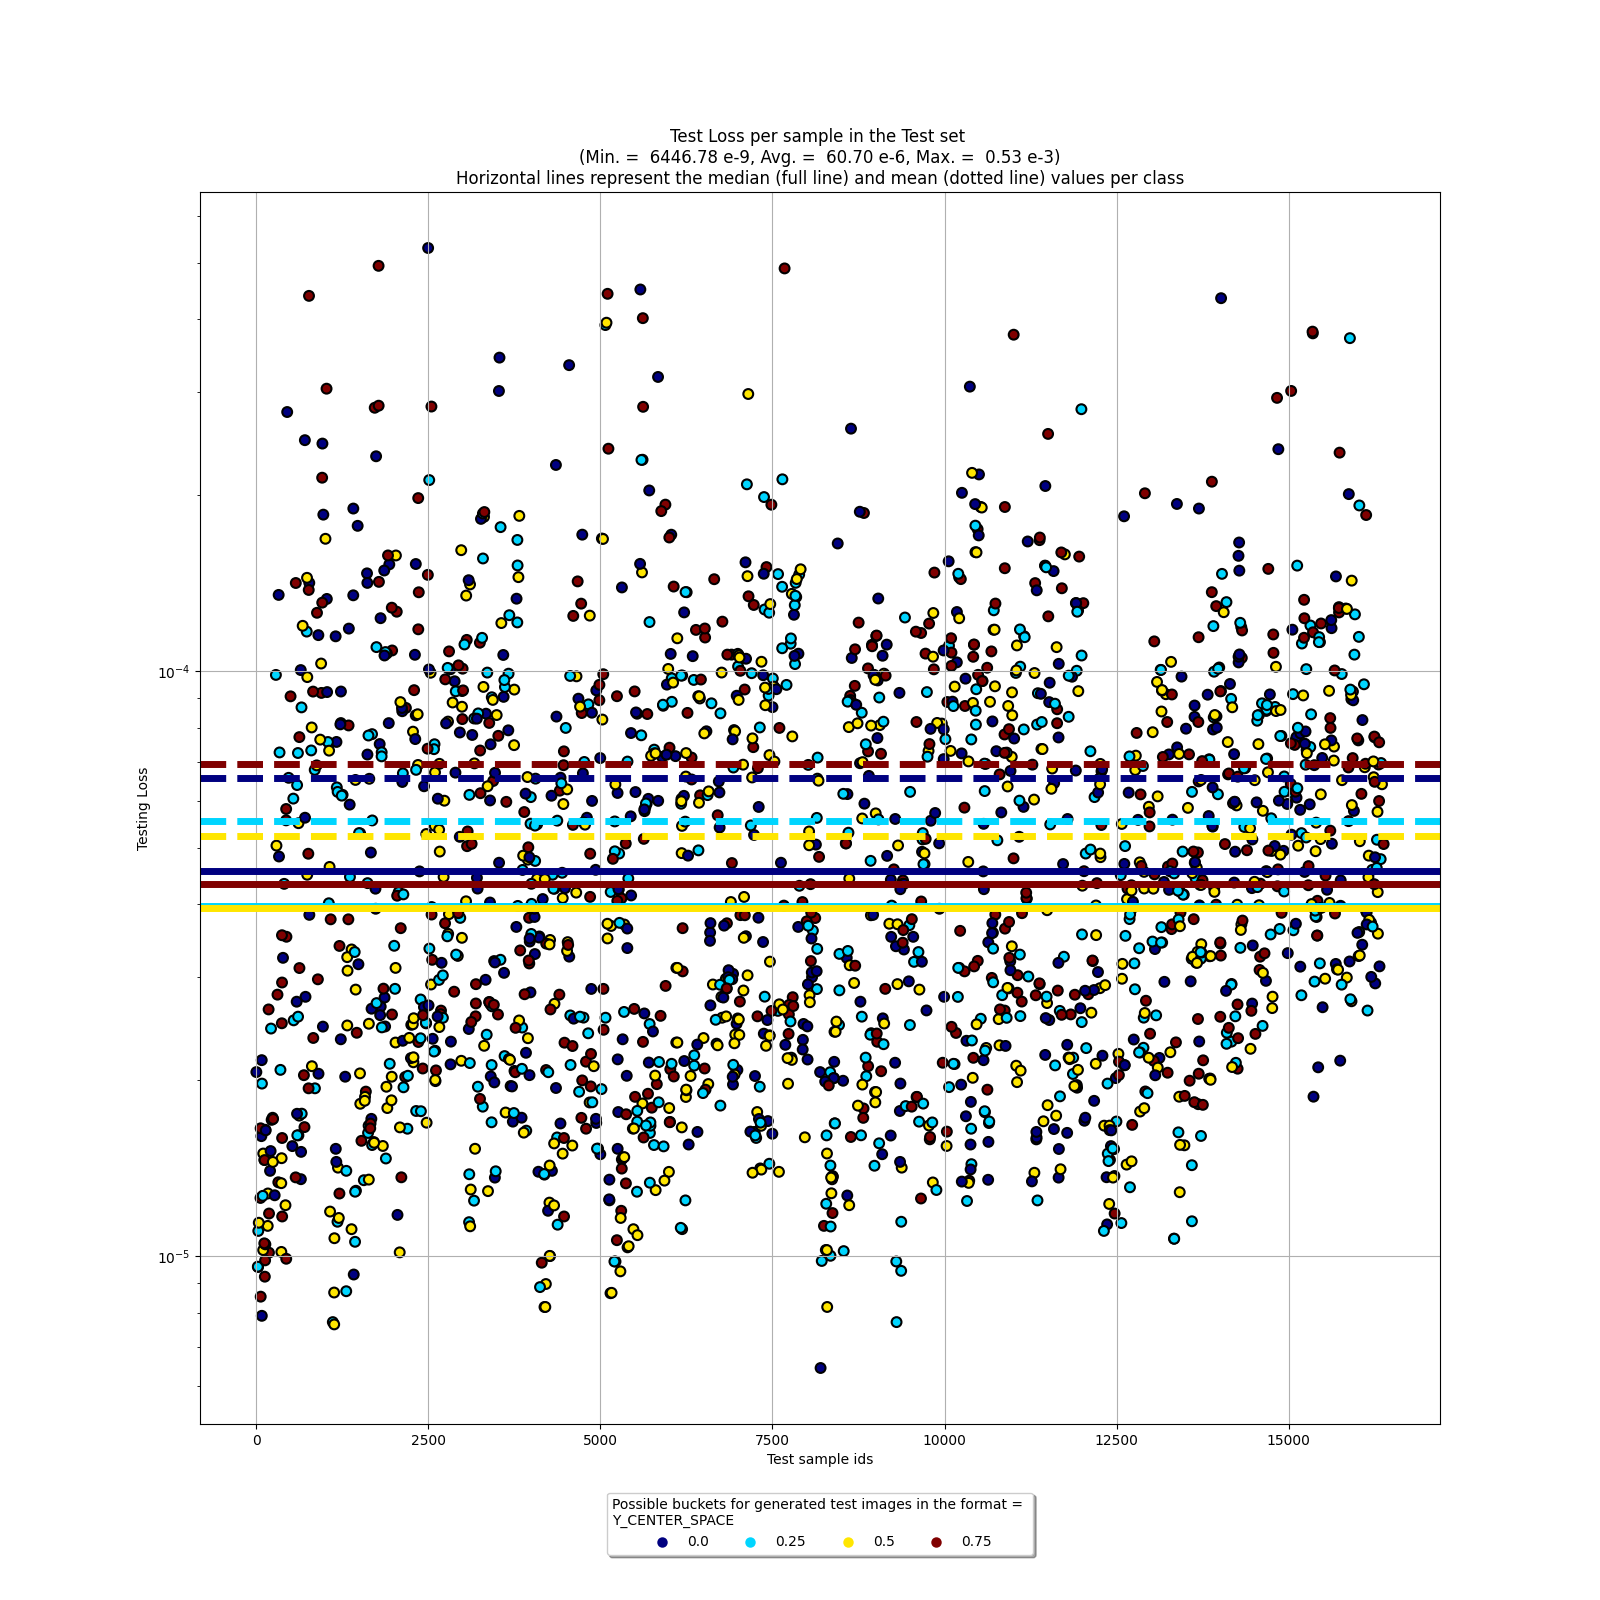 Test Loss per sample in the Test set
(Min. =  6446.78 e-9, Avg. =  60.70 e-6, Max. =  0.53 e-3)
Horizontal lines represent the median (full line) and mean (dotted line) values per class
Testing Loss
10⁻⁴
10⁻⁵
0 2500 5000 7500 10000 12500 15000
Test sample ids
Possible buckets for generated test images in the format =
Y_CENTER_SPACE
0.0 0.25 0.5 0.75